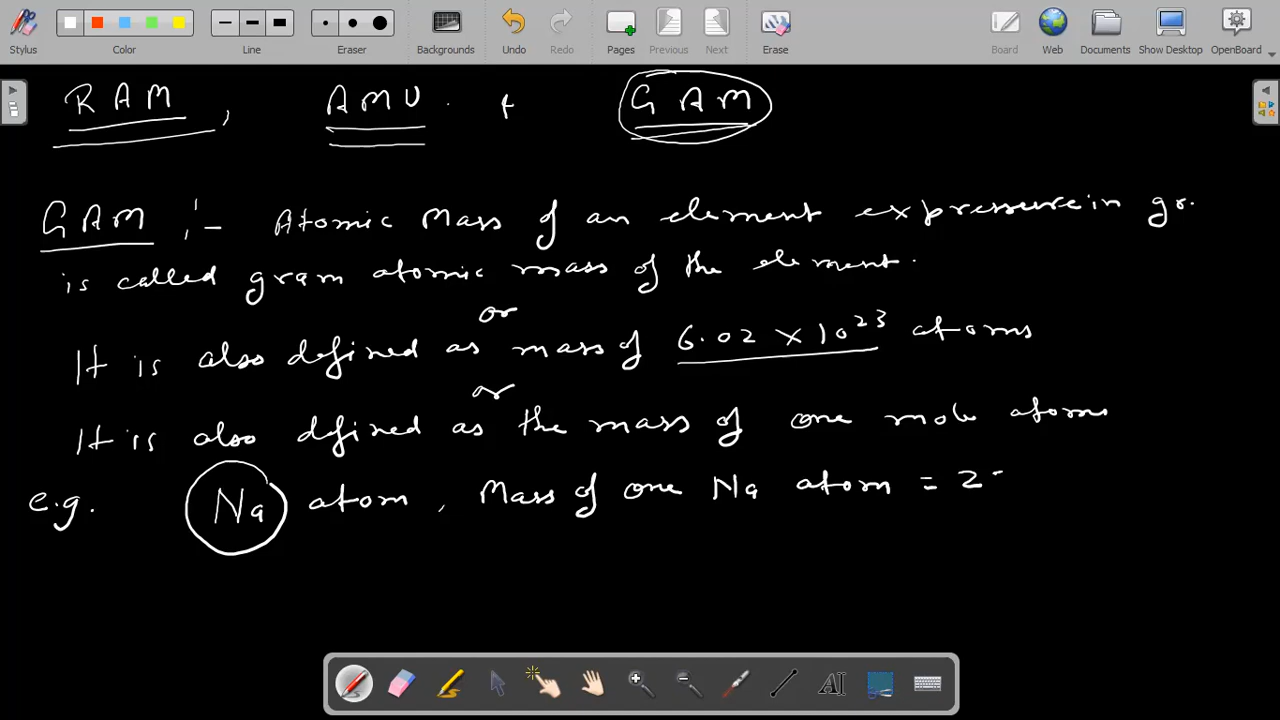 Stylus Color Line Eraser Backgrounds Undo Redo Pages Previous Next Erase Board Web Documents Show Desktop OpenBoard
RAM, AMU. + GAM
GAM :- Atomic Mass of an element expressure in gr.
is called gram atomic mass of the element.
or
It is also defined as mass of 6.02 × 10²³ atoms
or
It is also defined as the mass of one mole atoms
e.g. Na atom, Mass of one Na atom = 2